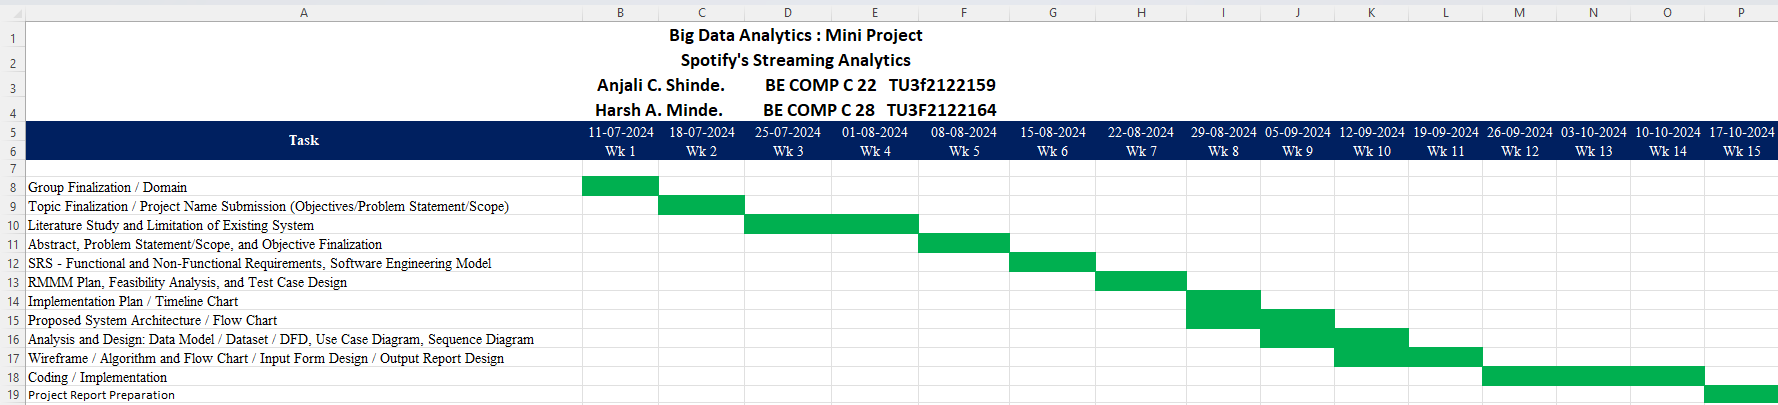 A B C D E F G H I J K L M N O P
1 Big Data Analytics : Mini Project
2 Spotify's Streaming Analytics
3 Anjali C. Shinde. BE COMP C 22 TU3f2122159
4 Harsh A. Minde. BE COMP C 28 TU3F2122164
5 11-07-2024 18-07-2024 25-07-2024 01-08-2024 08-08-2024 15-08-2024 22-08-2024 29-08-2024 05-09-2024 12-09-2024 19-09-2024 26-09-2024 03-10-2024 10-10-2024 17-10-2024
Task
6 Wk 1 Wk 2 Wk 3 Wk 4 Wk 5 Wk 6 Wk 7 Wk 8 Wk 9 Wk 10 Wk 11 Wk 12 Wk 13 Wk 14 Wk 15
7
8 Group Finalization / Domain
9 Topic Finalization / Project Name Submission (Objectives/Problem Statement/Scope)
10 Literature Study and Limitation of Existing System
11 Abstract, Problem Statement/Scope, and Objective Finalization
12 SRS - Functional and Non-Functional Requirements, Software Engineering Model
13 RMMM Plan, Feasibility Analysis, and Test Case Design
14 Implementation Plan / Timeline Chart
15 Proposed System Architecture / Flow Chart
16 Analysis and Design: Data Model / Dataset / DFD, Use Case Diagram, Sequence Diagram
17 Wireframe / Algorithm and Flow Chart / Input Form Design / Output Report Design
18 Coding / Implementation
19 Project Report Preparation